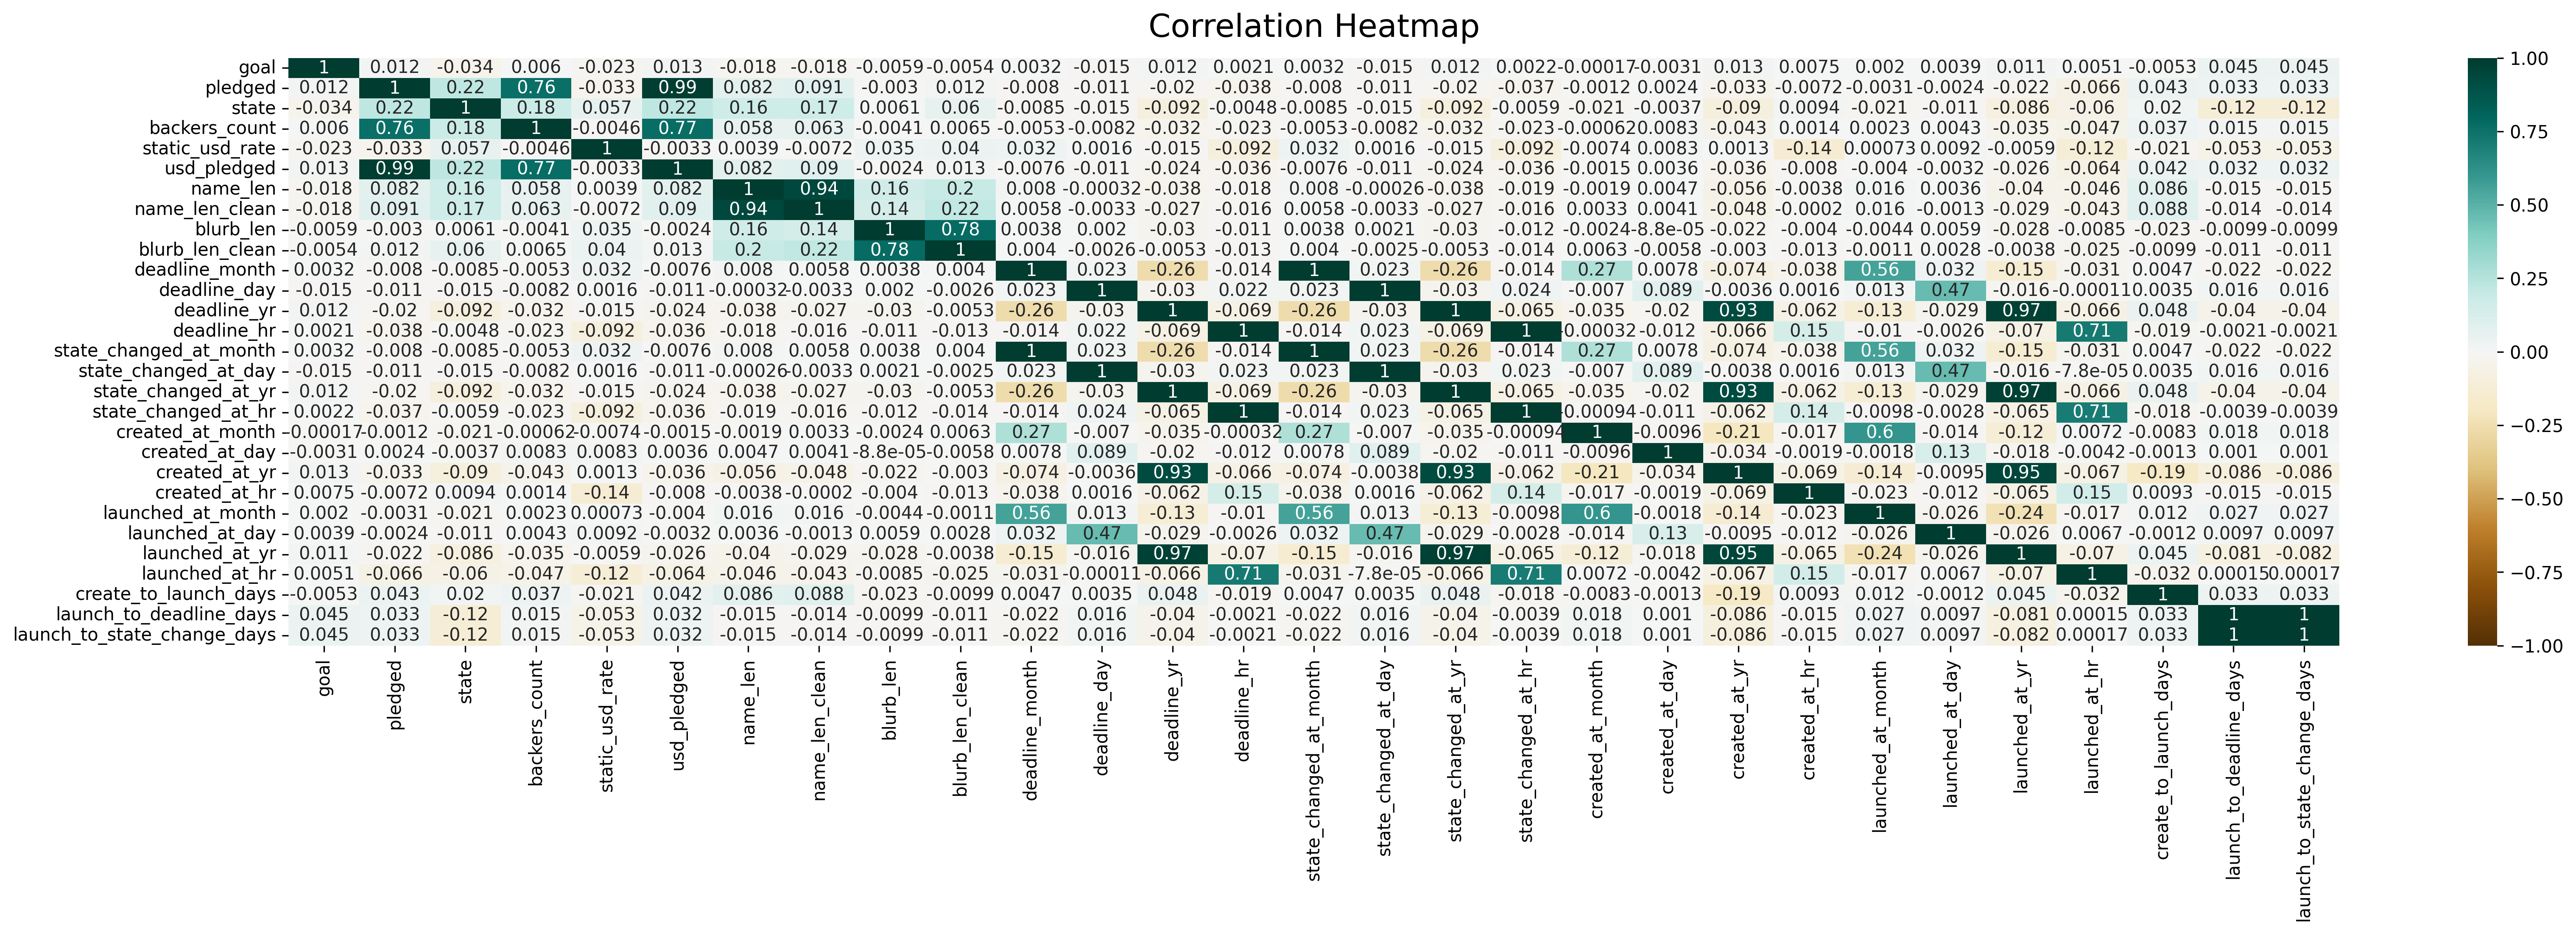 Correlation Heatmap
goal 1 0.012 -0.034 0.006 -0.023 0.013 -0.018 -0.018 -0.0059 -0.0054 0.0032 -0.015 0.012 0.0021 0.0032 -0.015 0.012 0.0022 -0.00017 -0.0031 0.013 0.0075 0.002 0.0039 0.011 0.0051 -0.0053 0.045 0.045 1.00
pledged 0.012 1 0.22 0.76 -0.033 0.99 0.082 0.091 -0.003 0.012 -0.008 -0.011 -0.02 -0.038 -0.008 -0.011 -0.02 -0.037 -0.0012 0.0024 -0.033 -0.0072 -0.0031 -0.0024 -0.022 -0.066 0.043 0.033 0.033
state -0.034 0.22 1 0.18 0.057 0.22 0.16 0.17 0.0061 0.06 -0.0085 -0.015 -0.092 -0.0048 -0.0085 -0.015 -0.092 -0.0059 -0.021 -0.0037 -0.09 0.0094 -0.021 -0.011 -0.086 -0.06 0.02 -0.12 -0.12
backers_count 0.006 0.76 0.18 1 -0.0046 0.77 0.058 0.063 -0.0041 0.0065 -0.0053 -0.0082 -0.032 -0.023 -0.0053 -0.0082 -0.032 -0.023 -0.00062 0.0083 -0.043 0.0014 0.0023 0.0043 -0.035 -0.047 0.037 0.015 0.015 0.75
static_usd_rate -0.023 -0.033 0.057 -0.0046 1 -0.0033 0.0039 -0.0072 0.035 0.04 0.032 0.0016 -0.015 -0.092 0.032 0.0016 -0.015 -0.092 -0.0074 0.0083 0.0013 -0.14 0.00073 0.0092 -0.0059 -0.12 -0.021 -0.053 -0.053
usd_pledged 0.013 0.99 0.22 0.77 -0.0033 1 0.082 0.09 -0.0024 0.013 -0.0076 -0.011 -0.024 -0.036 -0.0076 -0.011 -0.024 -0.036 -0.0015 0.0036 -0.036 -0.008 -0.004 -0.0032 -0.026 -0.064 0.042 0.032 0.032
name_len -0.018 0.082 0.16 0.058 0.0039 0.082 1 0.94 0.16 0.2 0.008 -0.00032 -0.038 -0.018 0.008 -0.00026 -0.038 -0.019 -0.0019 0.0047 -0.056 -0.0038 0.016 0.0036 -0.04 -0.046 0.086 -0.015 -0.015
name_len_clean -0.018 0.091 0.17 0.063 -0.0072 0.09 0.94 1 0.14 0.22 0.0058 -0.0033 -0.027 -0.016 0.0058 -0.0033 -0.027 -0.016 0.0033 0.0041 -0.048 -0.0002 0.016 -0.0013 -0.029 -0.043 0.088 -0.014 -0.014 0.50
blurb_len -0.0059 -0.003 0.0061 -0.0041 0.035 -0.0024 0.16 0.14 1 0.78 0.0038 0.002 -0.03 -0.011 0.0038 0.0021 -0.03 -0.012 -0.0024 -8.8e-05 -0.022 -0.004 -0.0044 0.0059 -0.028 -0.0085 -0.023 -0.0099 -0.0099
blurb_len_clean -0.0054 0.012 0.06 0.0065 0.04 0.013 0.2 0.22 0.78 1 0.004 -0.0026 -0.0053 -0.013 0.004 -0.0025 -0.0053 -0.014 0.0063 -0.0058 -0.003 -0.013 -0.0011 0.0028 -0.0038 -0.025 -0.0099 -0.011 -0.011
deadline_month 0.0032 -0.008 -0.0085 -0.0053 0.032 -0.0076 0.008 0.0058 0.0038 0.004 1 0.023 -0.26 -0.014 1 0.023 -0.26 -0.014 0.27 0.0078 -0.074 -0.038 0.56 0.032 -0.15 -0.031 0.0047 -0.022 -0.022
deadline_day -0.015 -0.011 -0.015 -0.0082 0.0016 -0.011 -0.00032 -0.0033 0.002 -0.0026 0.023 1 -0.03 0.022 0.023 1 -0.03 0.024 -0.007 0.089 -0.0036 0.0016 0.013 0.47 -0.016 -0.00011 0.0035 0.016 0.016 0.25
deadline_yr 0.012 -0.02 -0.092 -0.032 -0.015 -0.024 -0.038 -0.027 -0.03 -0.0053 -0.26 -0.03 1 -0.069 -0.26 -0.03 1 -0.065 -0.035 -0.02 0.93 -0.062 -0.13 -0.029 0.97 -0.066 0.048 -0.04 -0.04
deadline_hr 0.0021 -0.038 -0.0048 -0.023 -0.092 -0.036 -0.018 -0.016 -0.011 -0.013 -0.014 0.022 -0.069 1 -0.014 0.023 -0.069 1 -0.00032 -0.012 -0.066 0.15 -0.01 -0.0026 -0.07 0.71 -0.019 -0.0021 -0.0021
state_changed_at_month 0.0032 -0.008 -0.0085 -0.0053 0.032 -0.0076 0.008 0.0058 0.0038 0.004 1 0.023 -0.26 -0.014 1 0.023 -0.26 -0.014 0.27 0.0078 -0.074 -0.038 0.56 0.032 -0.15 -0.031 0.0047 -0.022 -0.022 0.00
state_changed_at_day -0.015 -0.011 -0.015 -0.0082 0.0016 -0.011 -0.00026 -0.0033 0.0021 -0.0025 0.023 1 -0.03 0.023 0.023 1 -0.03 0.023 -0.007 0.089 -0.0038 0.0016 0.013 0.47 -0.016 -7.8e-05 0.0035 0.016 0.016
state_changed_at_yr 0.012 -0.02 -0.092 -0.032 -0.015 -0.024 -0.038 -0.027 -0.03 -0.0053 -0.26 -0.03 1 -0.069 -0.26 -0.03 1 -0.065 -0.035 -0.02 0.93 -0.062 -0.13 -0.029 0.97 -0.066 0.048 -0.04 -0.04
state_changed_at_hr 0.0022 -0.037 -0.0059 -0.023 -0.092 -0.036 -0.019 -0.016 -0.012 -0.014 -0.014 0.024 -0.065 1 -0.014 0.023 -0.065 1 -0.00094 -0.011 -0.062 0.14 -0.0098 -0.0028 -0.065 0.71 -0.018 -0.0039 -0.0039
created_at_month -0.00017 -0.0012 -0.021 -0.00062 -0.0074 -0.0015 -0.0019 0.0033 -0.0024 0.0063 0.27 -0.007 -0.035 -0.00032 0.27 -0.007 -0.035 -0.00094 1 -0.0096 -0.21 -0.017 0.6 -0.014 -0.12 0.0072 -0.0083 0.018 0.018 −0.25
created_at_day -0.0031 0.0024 -0.0037 0.0083 0.0083 0.0036 0.0047 0.0041 -8.8e-05 -0.0058 0.0078 0.089 -0.02 -0.012 0.0078 0.089 -0.02 -0.011 -0.0096 1 -0.034 -0.0019 -0.0018 0.13 -0.018 -0.0042 -0.0013 0.001 0.001
created_at_yr 0.013 -0.033 -0.09 -0.043 0.0013 -0.036 -0.056 -0.048 -0.022 -0.003 -0.074 -0.0036 0.93 -0.066 -0.074 -0.0038 0.93 -0.062 -0.21 -0.034 1 -0.069 -0.14 -0.0095 0.95 -0.067 -0.19 -0.086 -0.086
created_at_hr 0.0075 -0.0072 0.0094 0.0014 -0.14 -0.008 -0.0038 -0.0002 -0.004 -0.013 -0.038 0.0016 -0.062 0.15 -0.038 0.0016 -0.062 0.14 -0.017 -0.0019 -0.069 1 -0.023 -0.012 -0.065 0.15 0.0093 -0.015 -0.015 −0.50
launched_at_month 0.002 -0.0031 -0.021 0.0023 0.00073 -0.004 0.016 0.016 -0.0044 -0.0011 0.56 0.013 -0.13 -0.01 0.56 0.013 -0.13 -0.0098 0.6 -0.0018 -0.14 -0.023 1 -0.026 -0.24 -0.017 0.012 0.027 0.027
launched_at_day 0.0039 -0.0024 -0.011 0.0043 0.0092 -0.0032 0.0036 -0.0013 0.0059 0.0028 0.032 0.47 -0.029 -0.0026 0.032 0.47 -0.029 -0.0028 -0.014 0.13 -0.0095 -0.012 -0.026 1 -0.026 0.0067 -0.0012 0.0097 0.0097
launched_at_yr 0.011 -0.022 -0.086 -0.035 -0.0059 -0.026 -0.04 -0.029 -0.028 -0.0038 -0.15 -0.016 0.97 -0.07 -0.15 -0.016 0.97 -0.065 -0.12 -0.018 0.95 -0.065 -0.24 -0.026 1 -0.07 0.045 -0.081 -0.082
launched_at_hr 0.0051 -0.066 -0.06 -0.047 -0.12 -0.064 -0.046 -0.043 -0.0085 -0.025 -0.031 -0.00011 -0.066 0.71 -0.031 -7.8e-05 -0.066 0.71 0.0072 -0.0042 -0.067 0.15 -0.017 0.0067 -0.07 1 -0.032 0.00015 0.00017 −0.75
create_to_launch_days -0.0053 0.043 0.02 0.037 -0.021 0.042 0.086 0.088 -0.023 -0.0099 0.0047 0.0035 0.048 -0.019 0.0047 0.0035 0.048 -0.018 -0.0083 -0.0013 -0.19 0.0093 0.012 -0.0012 0.045 -0.032 1 0.033 0.033
launch_to_deadline_days 0.045 0.033 -0.12 0.015 -0.053 0.032 -0.015 -0.014 -0.0099 -0.011 -0.022 0.016 -0.04 -0.0021 -0.022 0.016 -0.04 -0.0039 0.018 0.001 -0.086 -0.015 0.027 0.0097 -0.081 0.00015 0.033 1 1
launch_to_state_change_days 0.045 0.033 -0.12 0.015 -0.053 0.032 -0.015 -0.014 -0.0099 -0.011 -0.022 0.016 -0.04 -0.0021 -0.022 0.016 -0.04 -0.0039 0.018 0.001 -0.086 -0.015 0.027 0.0097 -0.082 0.00017 0.033 1 1 −1.00
goal
pledged
state
backers_count
static_usd_rate
usd_pledged
name_len
name_len_clean
blurb_len
blurb_len_clean
deadline_month
deadline_day
deadline_yr
deadline_hr
state_changed_at_month
state_changed_at_day
state_changed_at_yr
state_changed_at_hr
created_at_month
created_at_day
created_at_yr
created_at_hr
launched_at_month
launched_at_day
launched_at_yr
launched_at_hr
create_to_launch_days
launch_to_deadline_days
launch_to_state_change_days